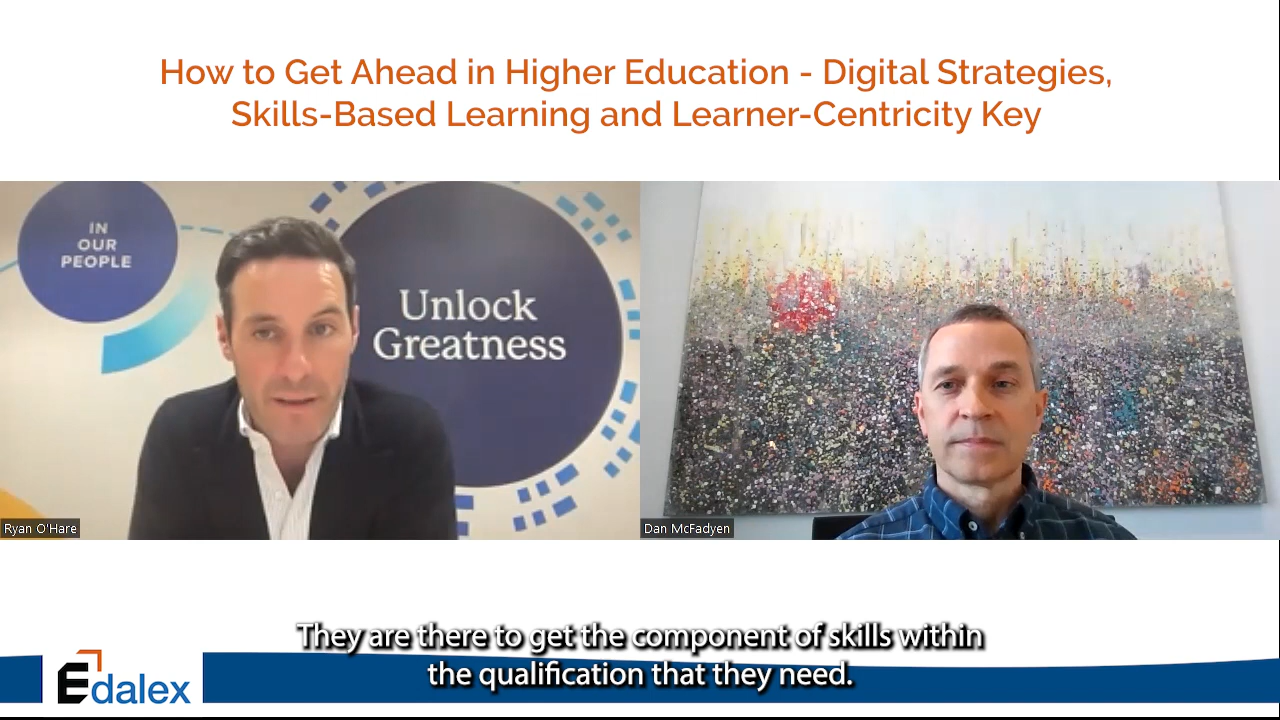 How to Get Ahead in Higher Education - Digital Strategies,
Skills-Based Learning and Learner-Centricity Key
IN
OUR
PEOPLE
Unlock
Greatness
Ryan O'Hare
Dan McFadyen
They are there to get the component of skills within
the qualification that they need.
Edalex